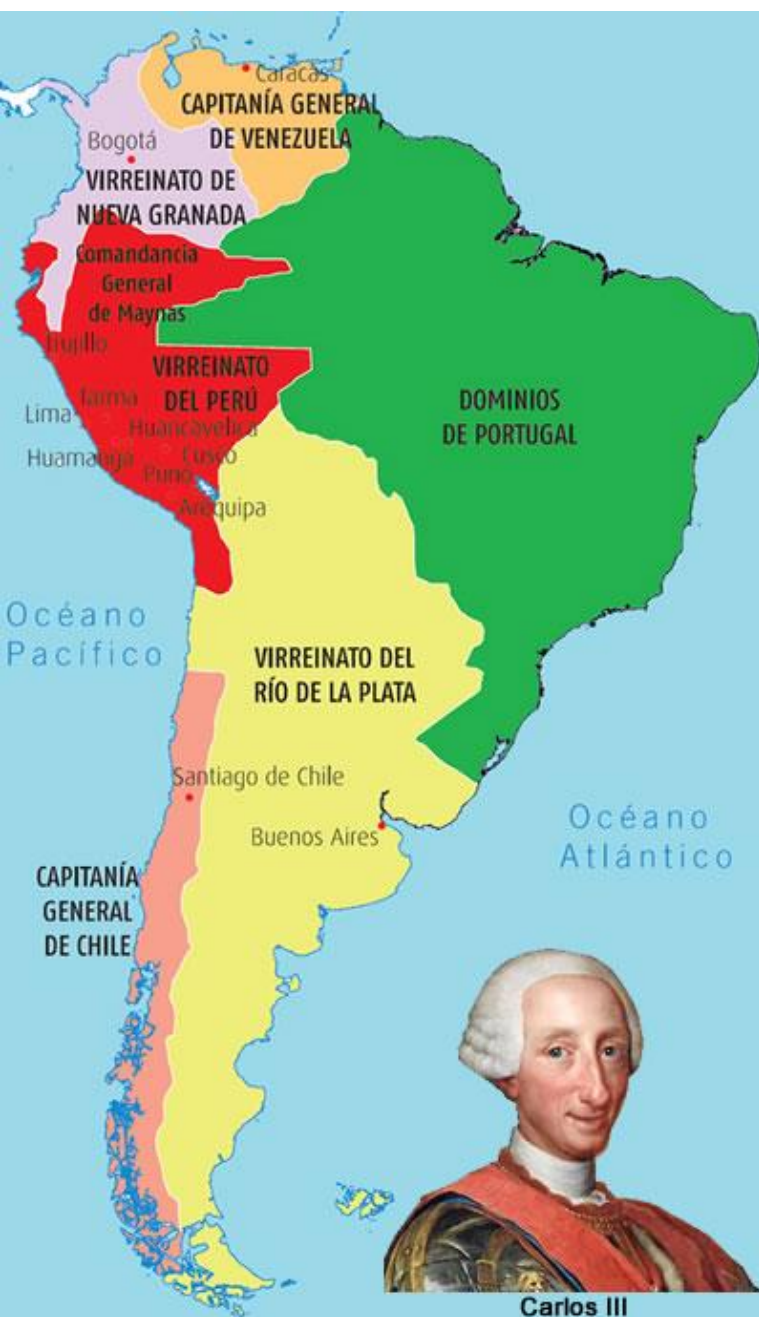 Caracas
CAPITANÍA GENERAL
DE VENEZUELA
Bogotá
VIRREINATO DE
NUEVA GRANADA
Comandancia
General
de Maynas
Trujillo
VIRREINATO
DEL PERÚ
Tarma
Lima
Huancavelica
Huamanga
Cusco
Puno
Arequipa
DOMINIOS
DE PORTUGAL
Océano
Pacífico
VIRREINATO DEL
RÍO DE LA PLATA
Santiago de Chile
Buenos Aires
Océano
Atlántico
CAPITANÍA
GENERAL
DE CHILE
Carlos III